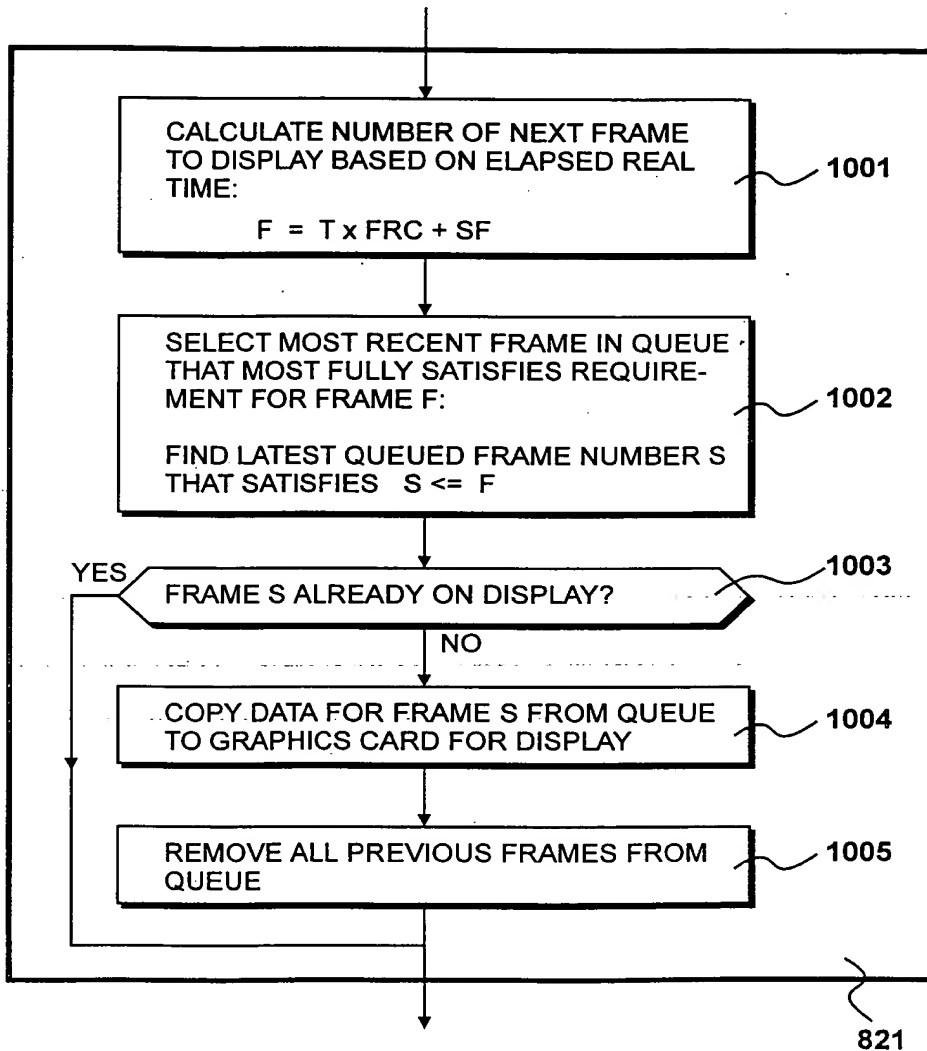 CALCULATE NUMBER OF NEXT FRAME
TO DISPLAY BASED ON ELAPSED REAL
TIME:
F = T x FRC + SF
1001
SELECT MOST RECENT FRAME IN QUEUE
THAT MOST FULLY SATISFIES REQUIRE-
MENT FOR FRAME F:
FIND LATEST QUEUED FRAME NUMBER S
THAT SATISFIES S <= F
1002
YES
FRAME S ALREADY ON DISPLAY?
1003
NO
COPY DATA FOR FRAME S FROM QUEUE
TO GRAPHICS CARD FOR DISPLAY
1004
REMOVE ALL PREVIOUS FRAMES FROM
QUEUE
1005
821